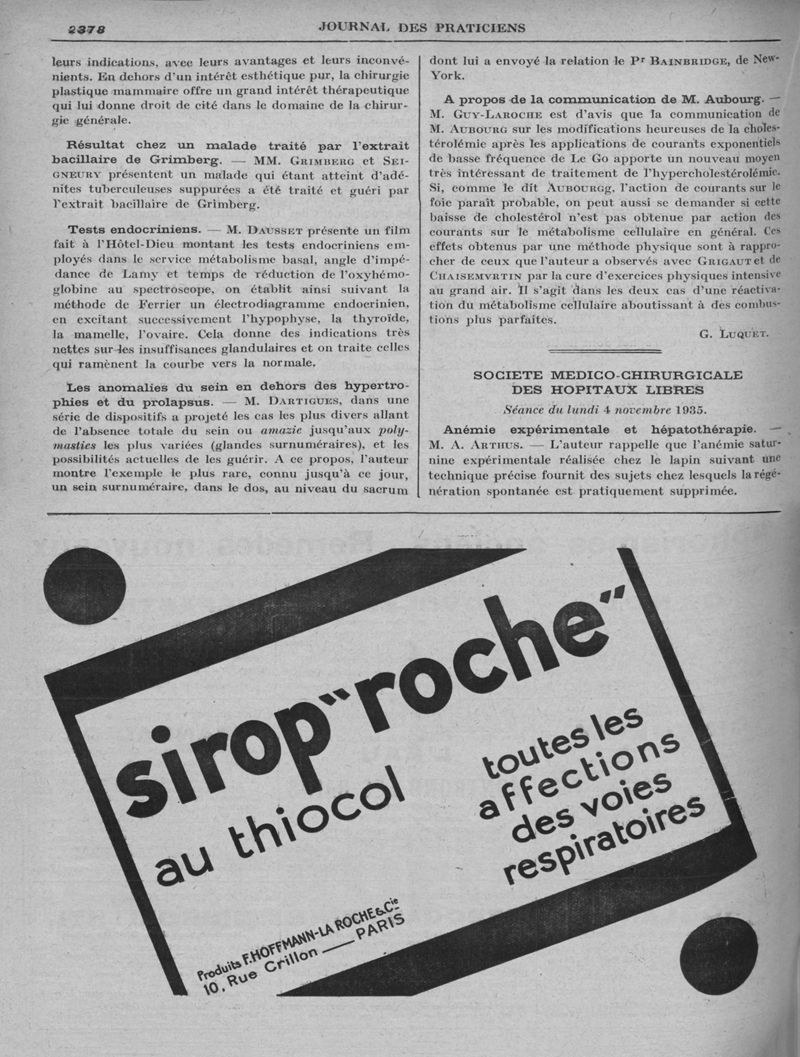 2378
JOURNAL DES PRATICIENS
leurs indications, avec leurs avantages et leurs inconvé-
nients. En dehors d'un intérêt esthétique pur, la chirurgie
plastique mammaire offre un grand intérêt thérapeutique
qui lui donne droit de cité dans le domaine de la chirur-
gie générale.
Résultat chez un malade traité par l'extrait
bacillaire de Grimberg. — MM. GRIMBERG et SEI-
GNEURY présentent un malade qui étant atteint d'adé-
nites tuberculeuses suppurées a été traité et guéri par
l'extrait bacillaire de Grimberg.
Tests endocriniens. — M. DAUSSET présente un film
fait à l'Hôtel-Dieu montant les tests endocriniens em-
ployés dans le service métabolisme basal, angle d'impé-
dance de Lamy et temps de réduction de l'oxyhémo-
globine au spectroscope, on établit ainsi suivant la
méthode de Ferrier un électrodiagramme endocrinien,
en excitant successivement l'hypophyse, la thyroïde,
la mamelle, l'ovaire. Cela donne des indications très
nettes sur les insuffisances glandulaires et on traite celles
qui ramènent la courbe vers la normale.
Les anomalies du sein en dehors des hypertro-
phies et du prolapsus. — M. DARTIGUES, dans une
série de dispositifs a projeté les cas les plus divers allant
de l'absence totale du sein ou amazie jusqu'aux poly-
masties les plus variées (glandes surnuméraires), et les
possibilités actuelles de les guérir. A ce propos, l'auteur
montre l'exemple le plus rare, connu jusqu'à ce jour,
un sein surnuméraire, dans le dos, au niveau du sacrum
dont lui a envoyé la relation le Pr BAINBRIDGE, de New-
York.
A propos de la communication de M. Aubourg. —
M. GUY-LAROCHE est d'avis que la communication de
M. AUBOURG sur les modifications heureuses de la choles-
térolémie après les applications de courants exponentiels
de basse fréquence de Le Go apporte un nouveau moyen
très intéressant de traitement de l'hypercholestérolémie.
Si, comme le dit AUBOURGg, l'action de courants sur le
foie paraît probable, on peut aussi se demander si cette
baisse de cholestérol n'est pas obtenue par action des
courants sur le métabolisme cellulaire en général. Ces
effets obtenus par une méthode physique sont à rappro-
cher de ceux que l'auteur a observés avec GRIGAUT et de
CHAISEMVRTIN par la cure d'exercices physiques intensive
au grand air. Il s'agit dans les deux cas d'une réactiva-
tion du métabolisme cellulaire aboutissant à des combus-
tions plus parfaites.
G. LUQUET.
SOCIETE MEDICO-CHIRURGICALE
DES HOPITAUX LIBRES
Séance du lundi 4 novembre 1935.
Anémie expérimentale et hépatothérapie. —
M. A. ARTHUS. — L'auteur rappelle que l'anémie satur-
nine expérimentale réalisée chez le lapin suivant une
technique précise fournit des sujets chez lesquels la régé-
nération spontanée est pratiquement supprimée.
sirop "roche"
au thiocol
toutes les
affections
des voies
respiratoires
Produits F. HOFFMANN-LA ROCHE & Cie
10, Rue Crillon — PARIS